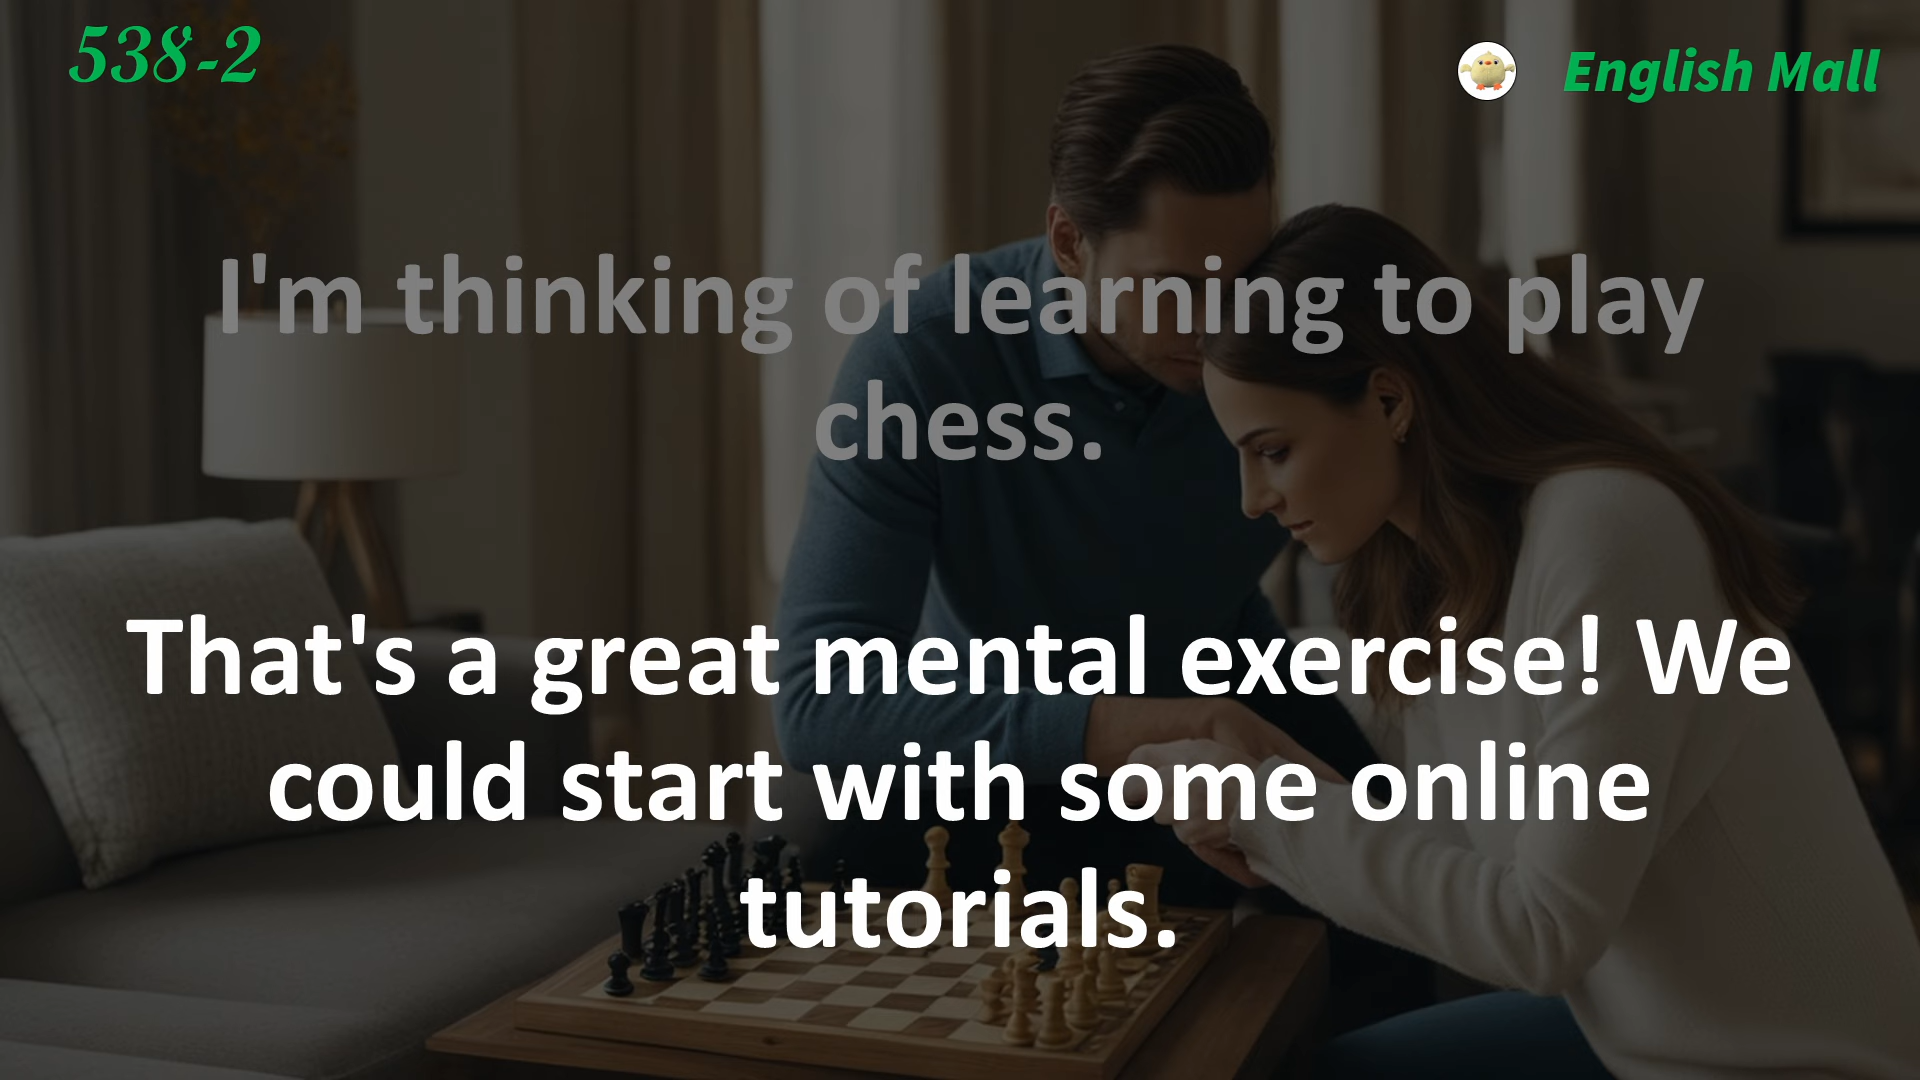 538-2
English Mall
I'm thinking of learning to play
chess.
That's a great mental exercise! We
could start with some online
tutorials.